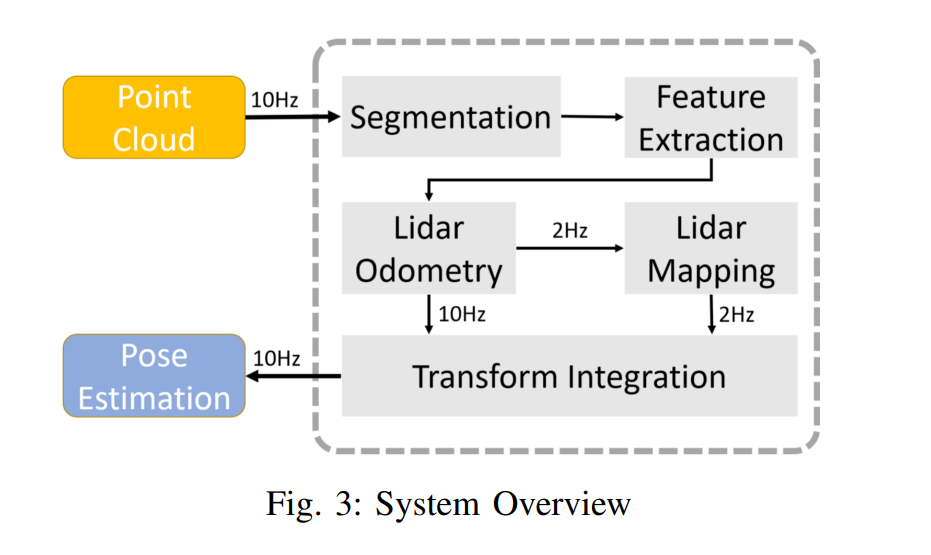 Point
Cloud
10Hz
Segmentation
Feature
Extraction
Lidar
Odometry
2Hz
Lidar
Mapping
10Hz
2Hz
Pose
Estimation
10Hz
Transform Integration
Fig. 3: System Overview